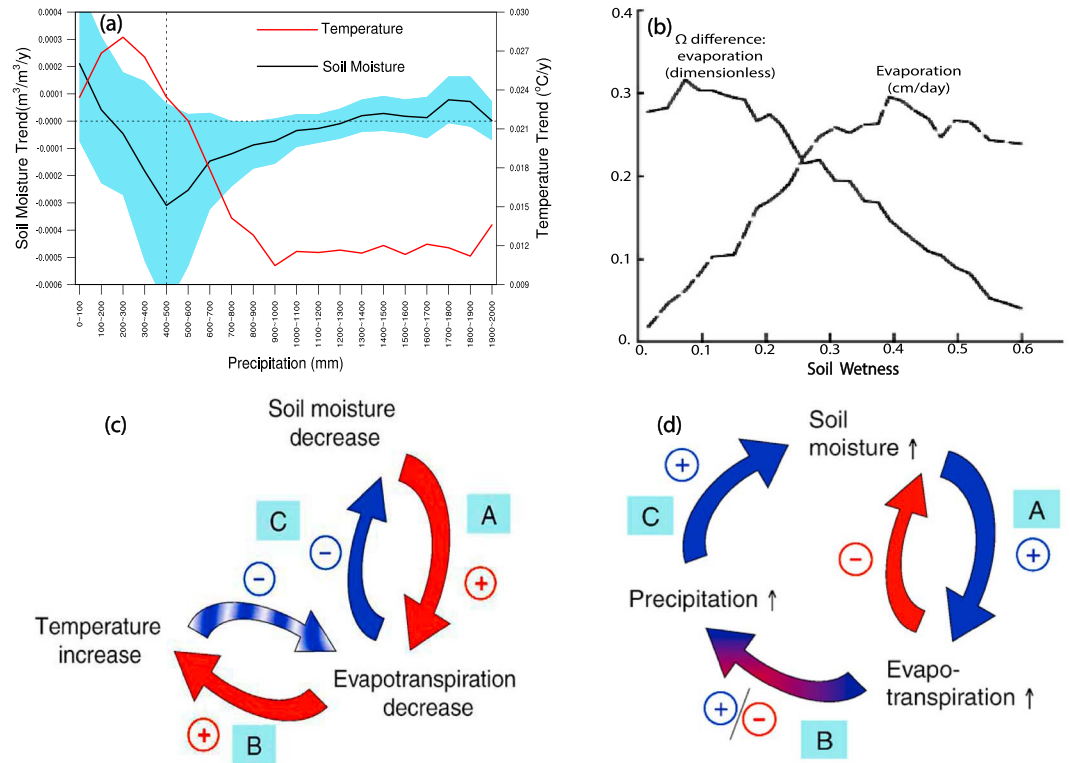 (a)
Temperature
Soil Moisture
Soil Moisture Trend(m³/m³/y)
0.0004
0.0003
0.0002
0.0001
-0.0000
-0.0001
-0.0002
-0.0003
-0.0004
-0.0005
-0.0006
0.030
0.027
0.024
0.021
0.018
0.015
0.012
0.009
Temperature Trend (°C/y)
0~100
100~200
200~300
300~400
400~500
500~600
600~700
700~800
800~900
900~1000
1000~1100
1100~1200
1200~1300
1300~1400
1400~1500
1500~1600
1600~1700
1700~1800
1800~1900
1900~2000
Precipitation (mm)
(b)
Ω difference:
evaporation
(dimensionless)
Evaporation
(cm/day)
0.4
0.3
0.2
0.1
0.
0.0
0.1
0.2
0.3
0.4
0.5
0.6
Soil Wetness
(c)
Soil moisture
decrease
C
A
−
−
+
Temperature
increase
Evapotranspiration
decrease
+
B
(d)
Soil
moisture ↑
+
C
A
−
+
Precipitation ↑
Evapo-
transpiration ↑
+/−
B